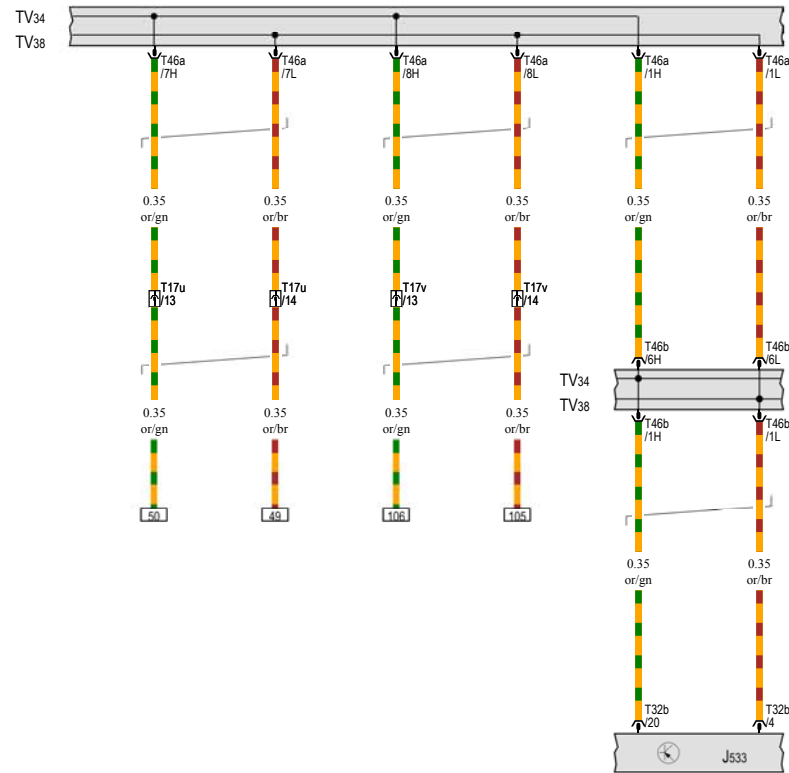 TV34
TV38
T46a
/7H
T46a
/7L
T46a
/8H
T46a
/8L
T46a
/1H
T46a
/1L
0.35
or/gn
0.35
or/br
0.35
or/gn
0.35
or/br
0.35
or/gn
0.35
or/br
T17u
/13
T17u
/14
T17v
/13
T17v
/14
T46b
/6H
T46b
/6L
TV34
TV38
T46b
/1H
T46b
/1L
0.35
or/gn
0.35
or/br
0.35
or/gn
0.35
or/br
50
49
106
105
0.35
or/gn
0.35
or/br
T32b
/20
T32b
/4
J533